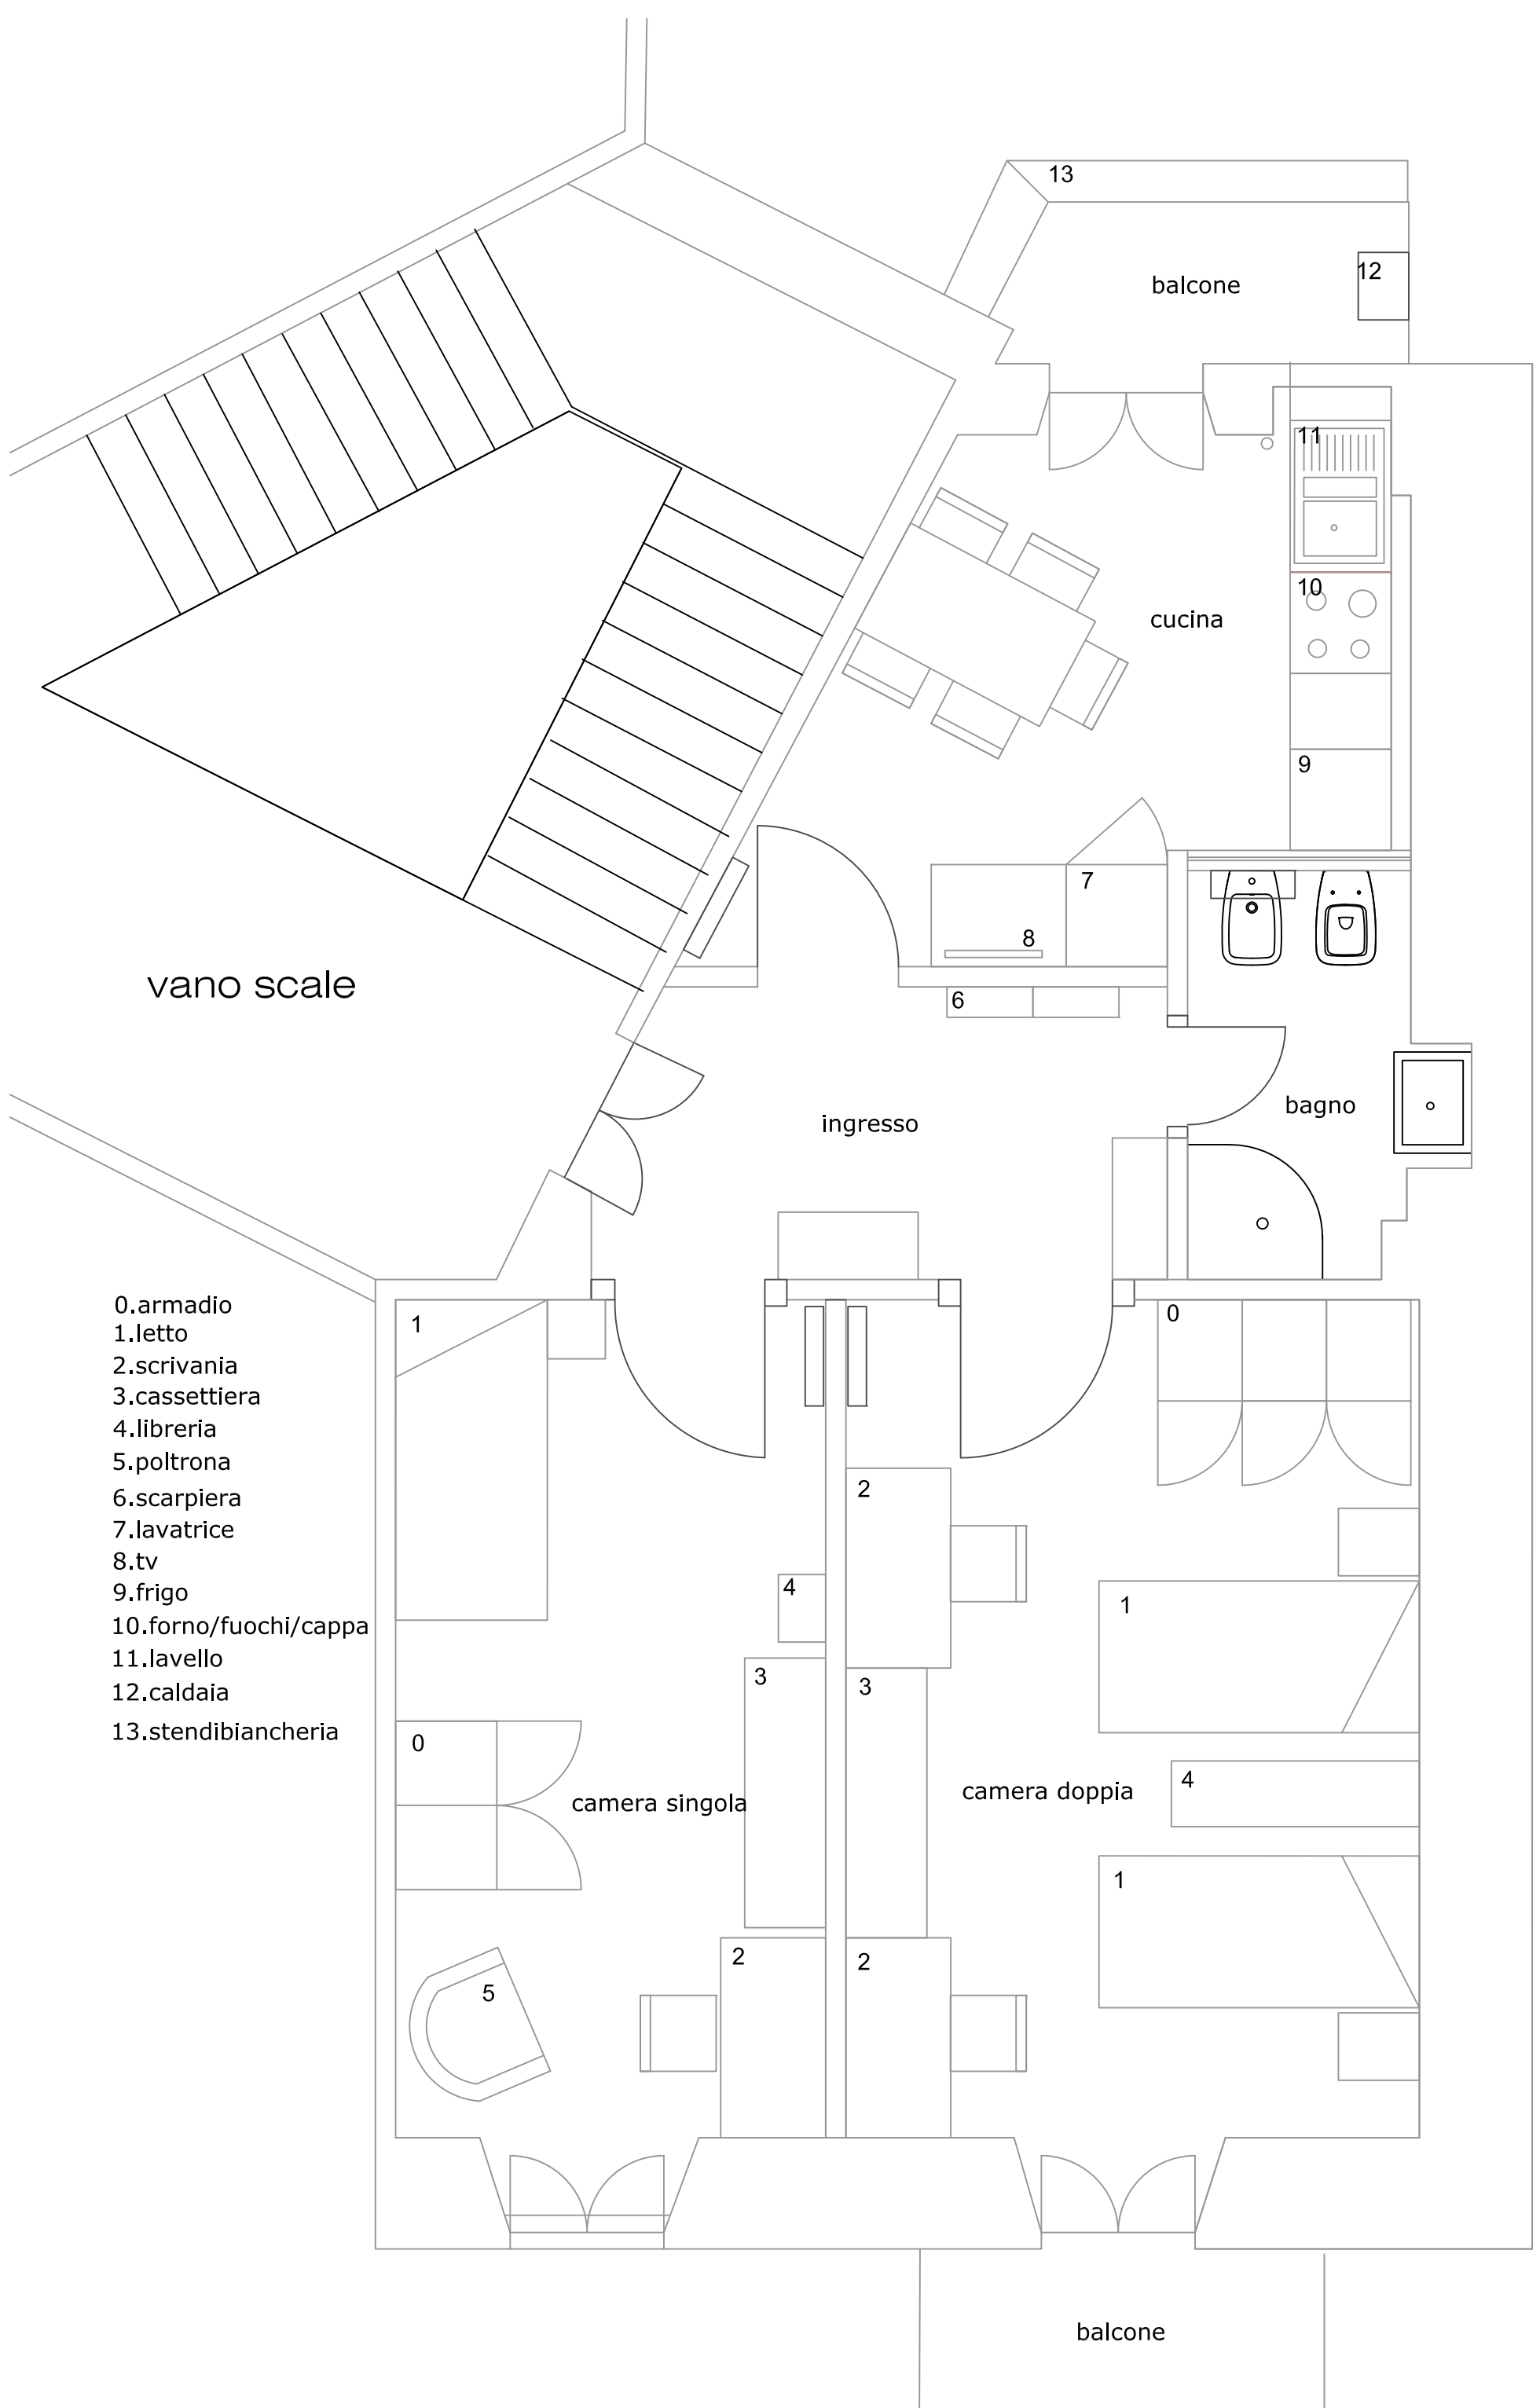 13
12
balcone
11
10
cucina
9
7
8
6
vano scale
bagno
ingresso
0.armadio
1.letto
2.scrivania
3.cassettiera
4.libreria
5.poltrona
6.scarpiera
7.lavatrice
8.tv
9.frigo
10.forno/fuochi/cappa
11.lavello
12.caldaia
13.stendibiancheria
1
0
2
4
1
3
3
0
4
camera singola
camera doppia
1
2
2
5
balcone